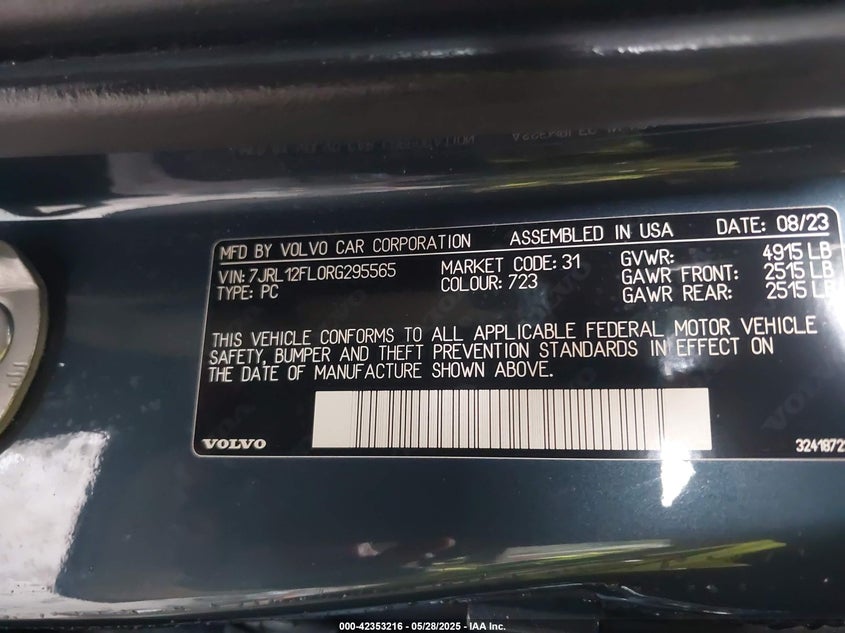 MFD BY VOLVO CAR CORPORATION ASSEMBLED IN USA DATE: 08/23
VIN: 7JRL12FL0RG295565 MARKET CODE: 31 GVWR: 4915 LB
TYPE: PC COLOUR: 723 GAWR FRONT: 2515 LB
GAWR REAR: 2515 LB
THIS VEHICLE CONFORMS TO ALL APPLICABLE FEDERAL MOTOR VEHICLE
SAFETY, BUMPER AND THEFT PREVENTION STANDARDS IN EFFECT ON
THE DATE OF MANUFACTURE SHOWN ABOVE.
VOLVO
000-42353216 - 05/28/2025 - IAA Inc.